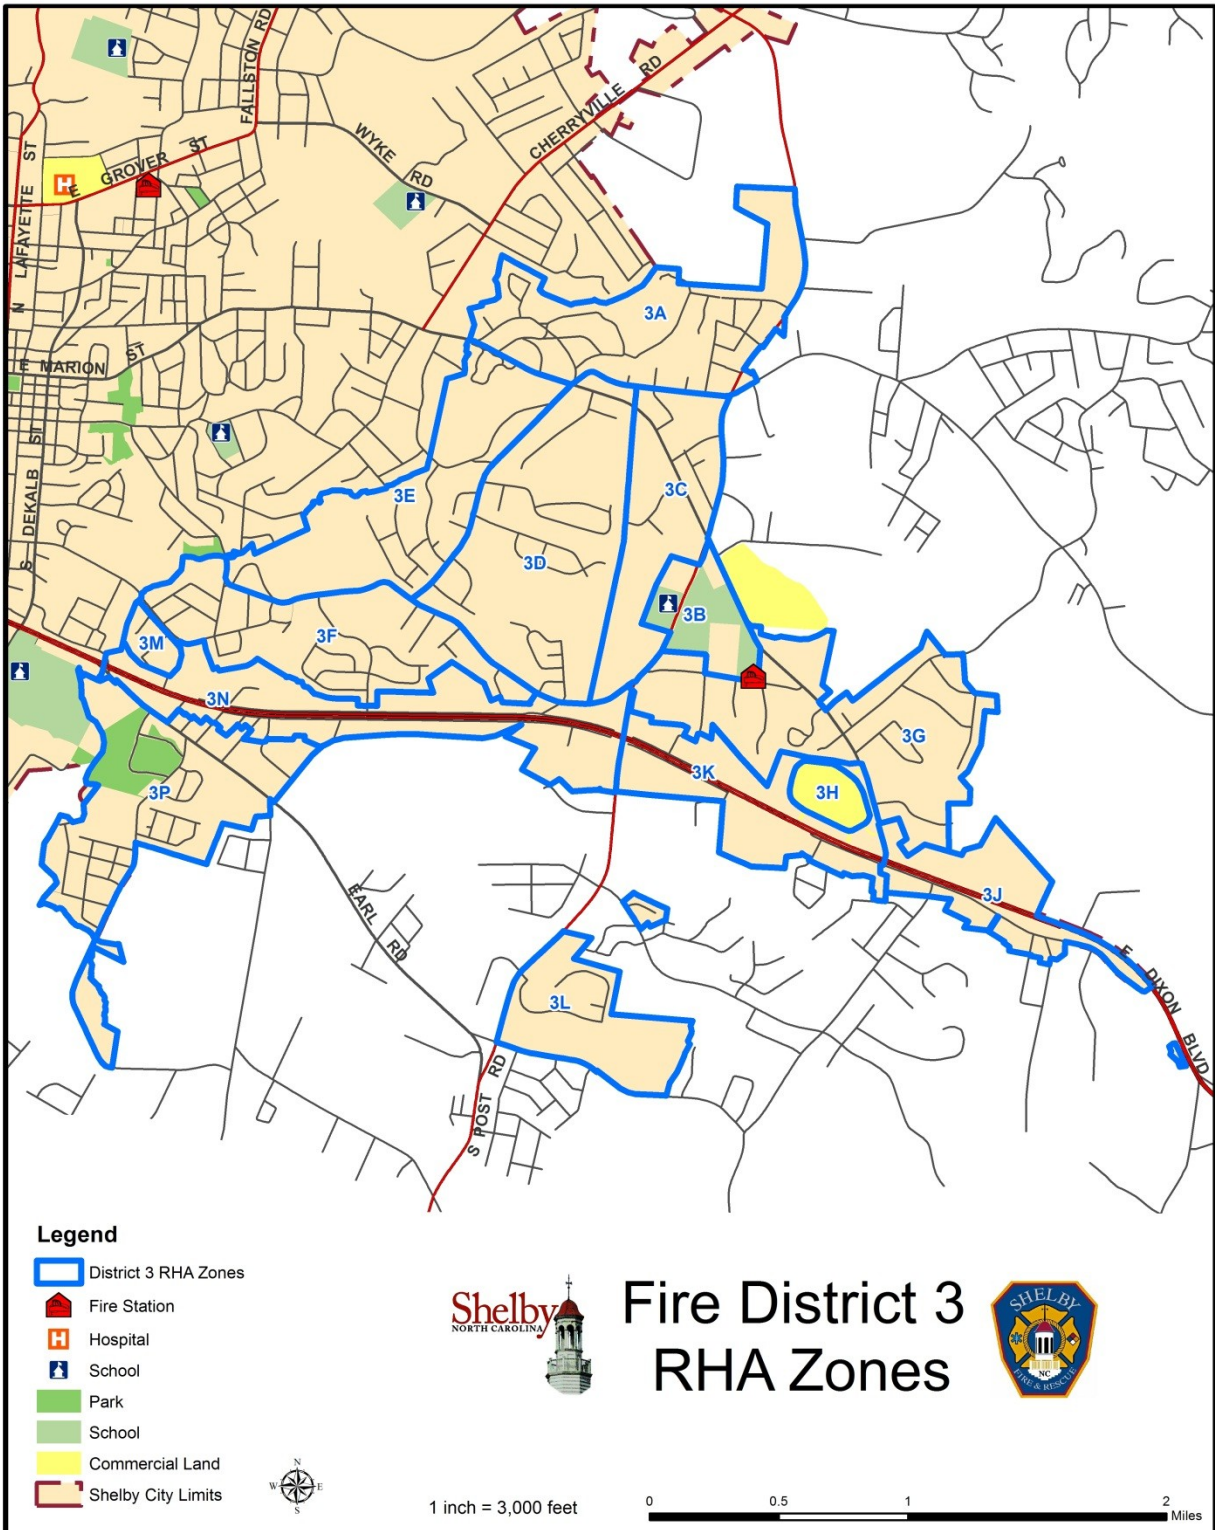 FALLSTON RD
CHERRYVILLE RD
WYKE RD
E GROVER ST
H
N LAFAYETTE ST
3A
E MARION ST
S DEKALB ST
3E
3C
3D
3B
3M
3F
3N
3G
3K
3H
3P
3J
EARL RD
3L
E DIXON BLVD
S POST RD
Legend
District 3 RHA Zones
Fire Station
H Hospital
School
Park
School
Commercial Land
Shelby City Limits
N
W E
S
1 inch = 3,000 feet
Shelby
NORTH CAROLINA
Fire District 3
RHA Zones
SHELBY
NC
FIRE & RESCUE
0 0.5 1 2
Miles